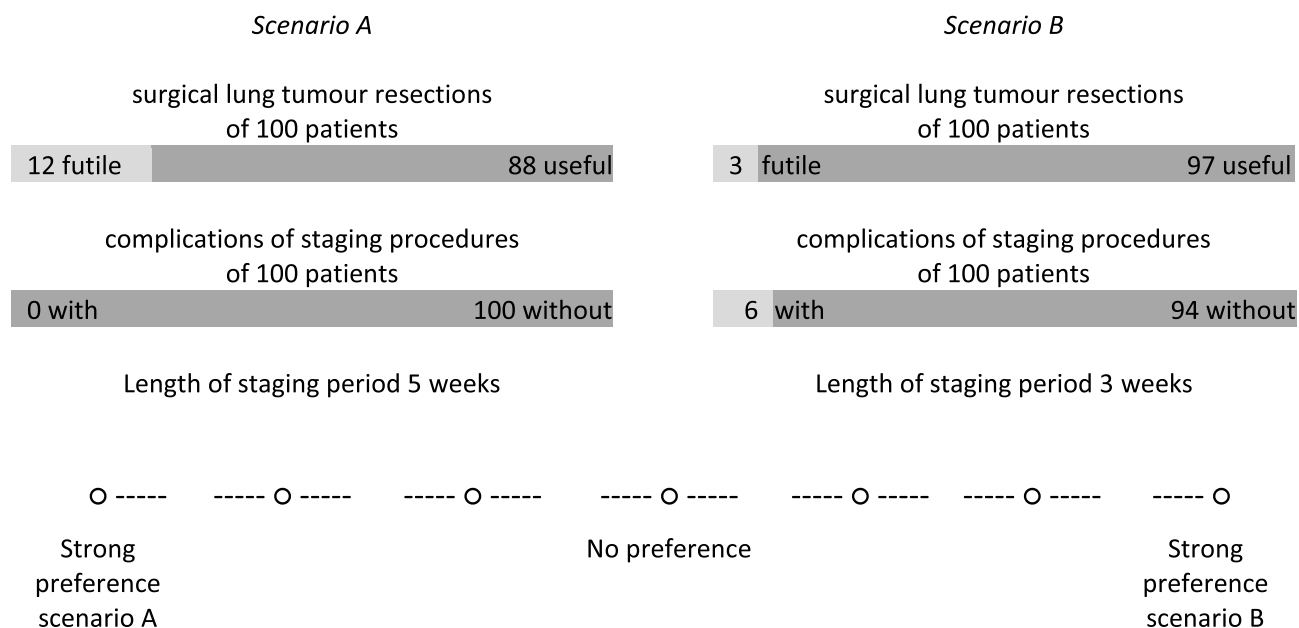 Scenario A
surgical lung tumour resections
of 100 patients
12 futile 88 useful
complications of staging procedures
of 100 patients
0 with 100 without
Length of staging period 5 weeks
Scenario B
surgical lung tumour resections
of 100 patients
3 futile 97 useful
complications of staging procedures
of 100 patients
6 with 94 without
Length of staging period 3 weeks
Strong
preference
scenario A
No preference
Strong
preference
scenario B